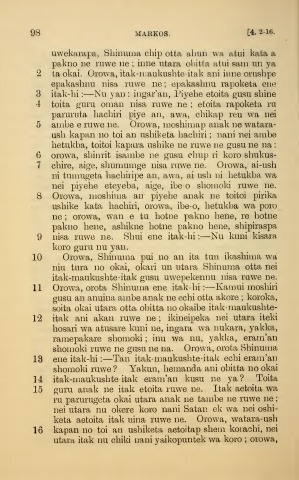 98 MARKOS. [4, 2-16.
uwekarapa, Shinuma chip otta ahun wa atui kata a
pakno ne ruwe ne; inne utara obitta atui sam un ya
2 ta okai. Orowa, itak-maukushte-itak ani inne orushpe
epakashnu nisa ruwe ne; epakashnu rapoketa ene
3 itak-hi:—Nu yan: ingar'an, Piyehe etoita gusu shine
4 toita guru oman nisa ruwe ne; etoita rapoketa ru
paruruta hachiri piye an, awa, chikap reu wa nei
5 ambe e ruwe ne. Orowa, moshimap anak ne watara-
ush kapan no toi an ushiketa hachiri; nani nei ambe
hetukba, toitoi kapara ushike ne ruwe ne gusu ne na:
6 orowa, shinrit isambe ne gusu chup ri koro shukus-
7 chire, aige, shumumge nisa ruwe ne. Orowa, ai-ush
ni tumugeta hachiripe an, awa, ai ush ni hetukba wa
nei piyehe eteyeba, aige, ibe-o shomoki ruwe ne.
8 Orowa, moshima an piyehe anak ne toitoi pirika
ushike kata hachiri, orowa, ibe-o, hetukba wa poro
ne; orowa, wan e tu hotne pakno hene, re hotne
pakno hene, ashikne hotne pakno hene, shipiraspa
9 nisa ruwe ne. Shui ene itak-hi:—Nu kuni kisara
koro guru nu yan.
10 Orowa, Shinuma pui no an ita tun ikashima wa
niu tura no okai, okai un utara Shinuma otta nei
itak-maukushte-itak gusu uwepekennu nisa ruwe ne.
11 Orowa, orota Shinuma ene itak-hi:—Kamui moshiri
gusu an anuina ambe anak ne echi otta akore; koroka,
soita okai utara otta obitta no okaibe itak-maukushte-
12 itak ani akan ruwe ne; ikineipeka nei utara iteki
hosari wa atusare kuni ne, ingara wa nukara, yakka,
ramepakare shomoki; inu wa nu, yakka, eram'an
shomoki ruwe ne gusu ne na. Orowa, orota Shinuma
13 ene itak-hi:—Tan itak-maukushte-itak echi eram'an
shomoki ruwe? Yakun, hemanda ani obitta no okai
14 itak-maukushte-itak eram'an kusu ne ya? Toita
15 guru anak ne itak etoita ruwe ne. Itak aetoita wa
ru parurugeta okai utara anak ne tambe ne ruwe ne;
nei utara nu okere koro nani Satan ek wa nei oshi-
keta aetoita itak uina ruwe ne. Orowa, watara-ush
16 kapan no toi an ushiketa aetoitap shem korachi, nei
utara itak nu chiki nani yaikopuntek wa koro; orowa,